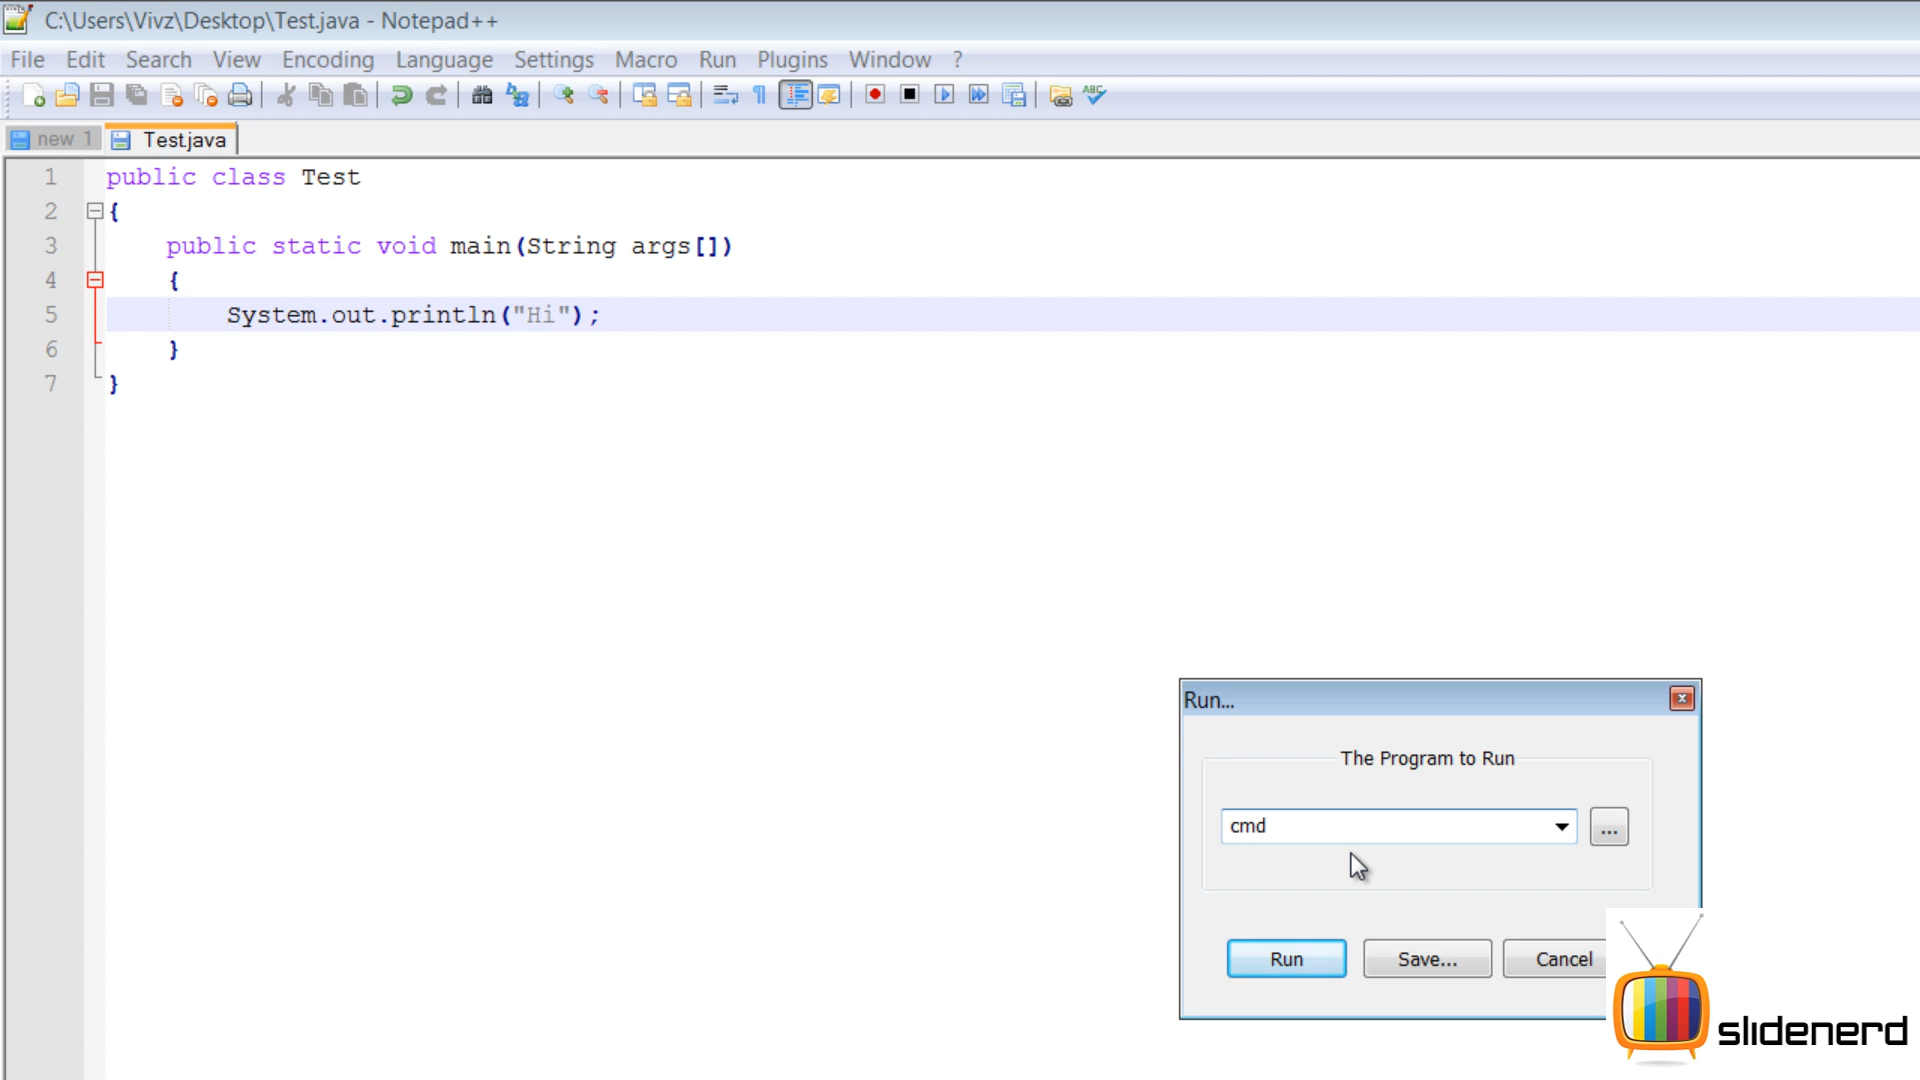 C:\Users\Vivz\Desktop\Test.java - Notepad++
File Edit Search View Encoding Language Settings Macro Run Plugins Window ?
ABC
new 1 Test.java
1 public class Test
2 {
3 public static void main(String args[])
4 {
5 System.out.println("Hi");
6 }
7 }
Run...
The Program to Run
cmd ...
Run Save... Cancel
slidenerd